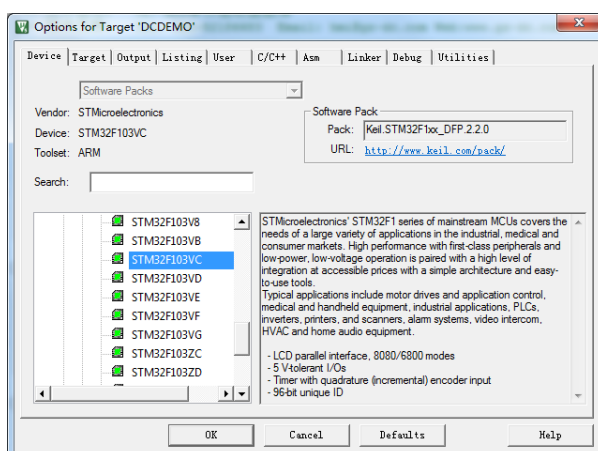 Options for Target 'DCDEMO'
Device Target Output Listing User C/C++ Asm Linker Debug Utilities
Software Packs
Vendor: STMicroelectronics
Device: STM32F103VC
Toolset: ARM
Search:
Software Pack
Pack: Keil.STM32F1xx_DFP.2.2.0
URL: http://www.keil.com/pack/
STM32F103V8
STM32F103VB
STM32F103VC
STM32F103VD
STM32F103VE
STM32F103VF
STM32F103VG
STM32F103ZC
STM32F103ZD
STMicroelectronics' STM32F1 series of mainstream MCUs covers the
needs of a large variety of applications in the industrial, medical and
consumer markets. High performance with first-class peripherals and
low-power, low-voltage operation is paired with a high level of
integration at accessible prices with a simple architecture and easy-
to-use tools.
Typical applications include motor drives and application control,
medical and handheld equipment, industrial applications, PLCs,
inverters, printers, and scanners, alarm systems, video intercom,
HVAC and home audio equipment.
- LCD parallel interface, 8080/6800 modes
- 5 V-tolerant I/Os
- Timer with quadrature (incremental) encoder input
- 96-bit unique ID
OK Cancel Defaults Help